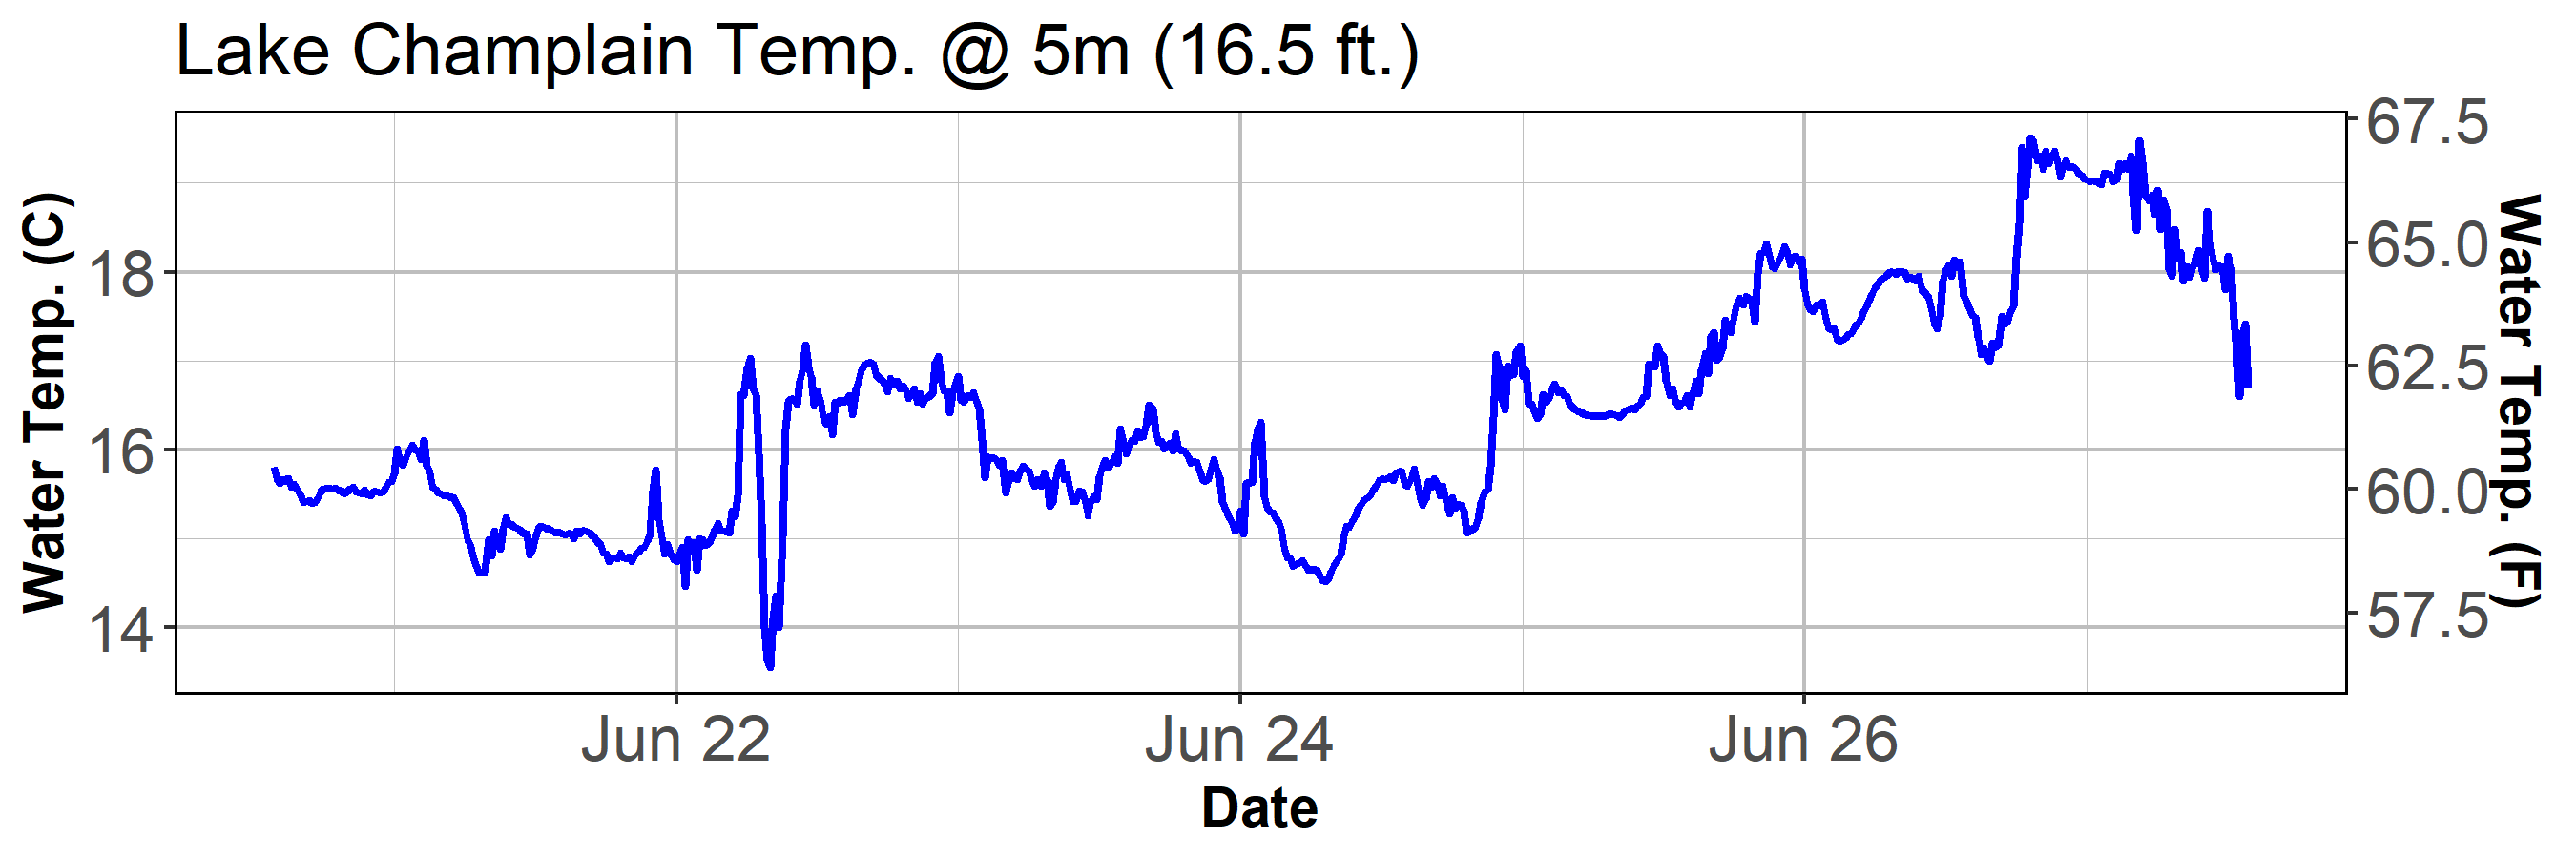 Lake Champlain Temp. @ 5m (16.5 ft.)
Water Temp. (C)
18
16
14
67.5
65.0
62.5
60.0
57.5
Water Temp. (F)
Jun 22 Jun 24 Jun 26
Date